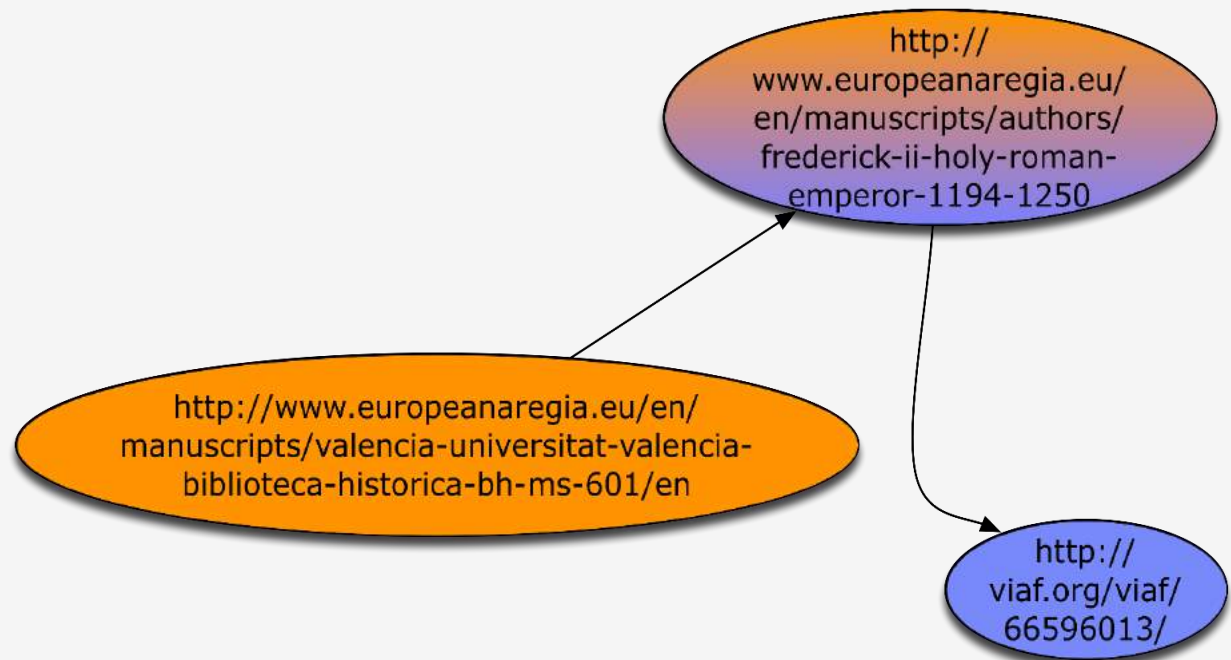 http://
www.europeanaregia.eu/
en/manuscripts/authors/
frederick-ii-holy-roman-
emperor-1194-1250
http://www.europeanaregia.eu/en/
manuscripts/valencia-universitat-valencia-
biblioteca-historica-bh-ms-601/en
http://
viaf.org/viaf/
66596013/